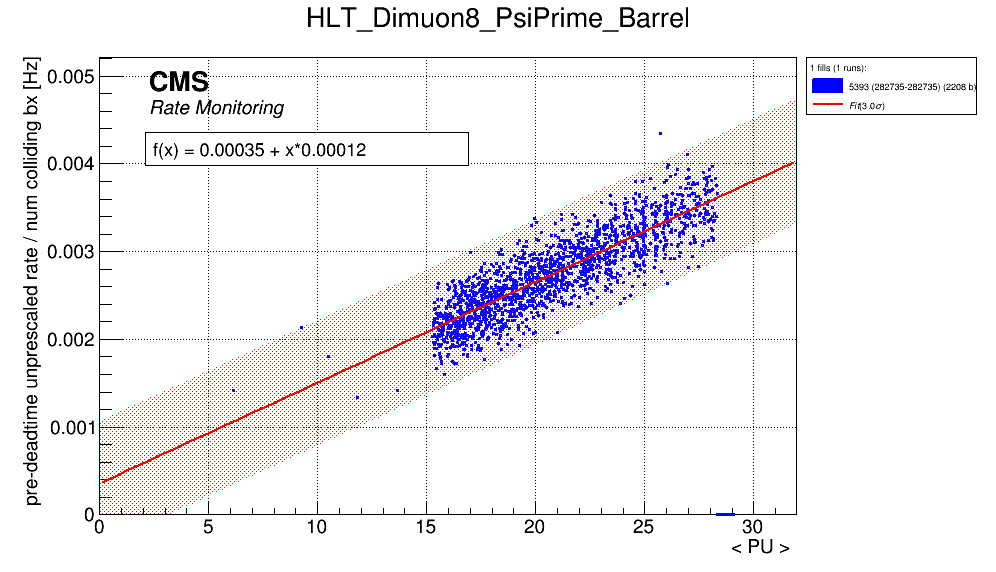 HLT_Dimuon8_PsiPrime_Barrel
pre-deadtime unprescaled rate / num colliding bx [Hz]
CMS
Rate Monitoring
f(x) = 0.00035 + x*0.00012
0.005
0.004
0.003
0.002
0.001
0
0 5 10 15 20 25 30
< PU >
1 fills (1 runs):
5393 (282735-282735) (2208 b)
Fit(3.0σ)